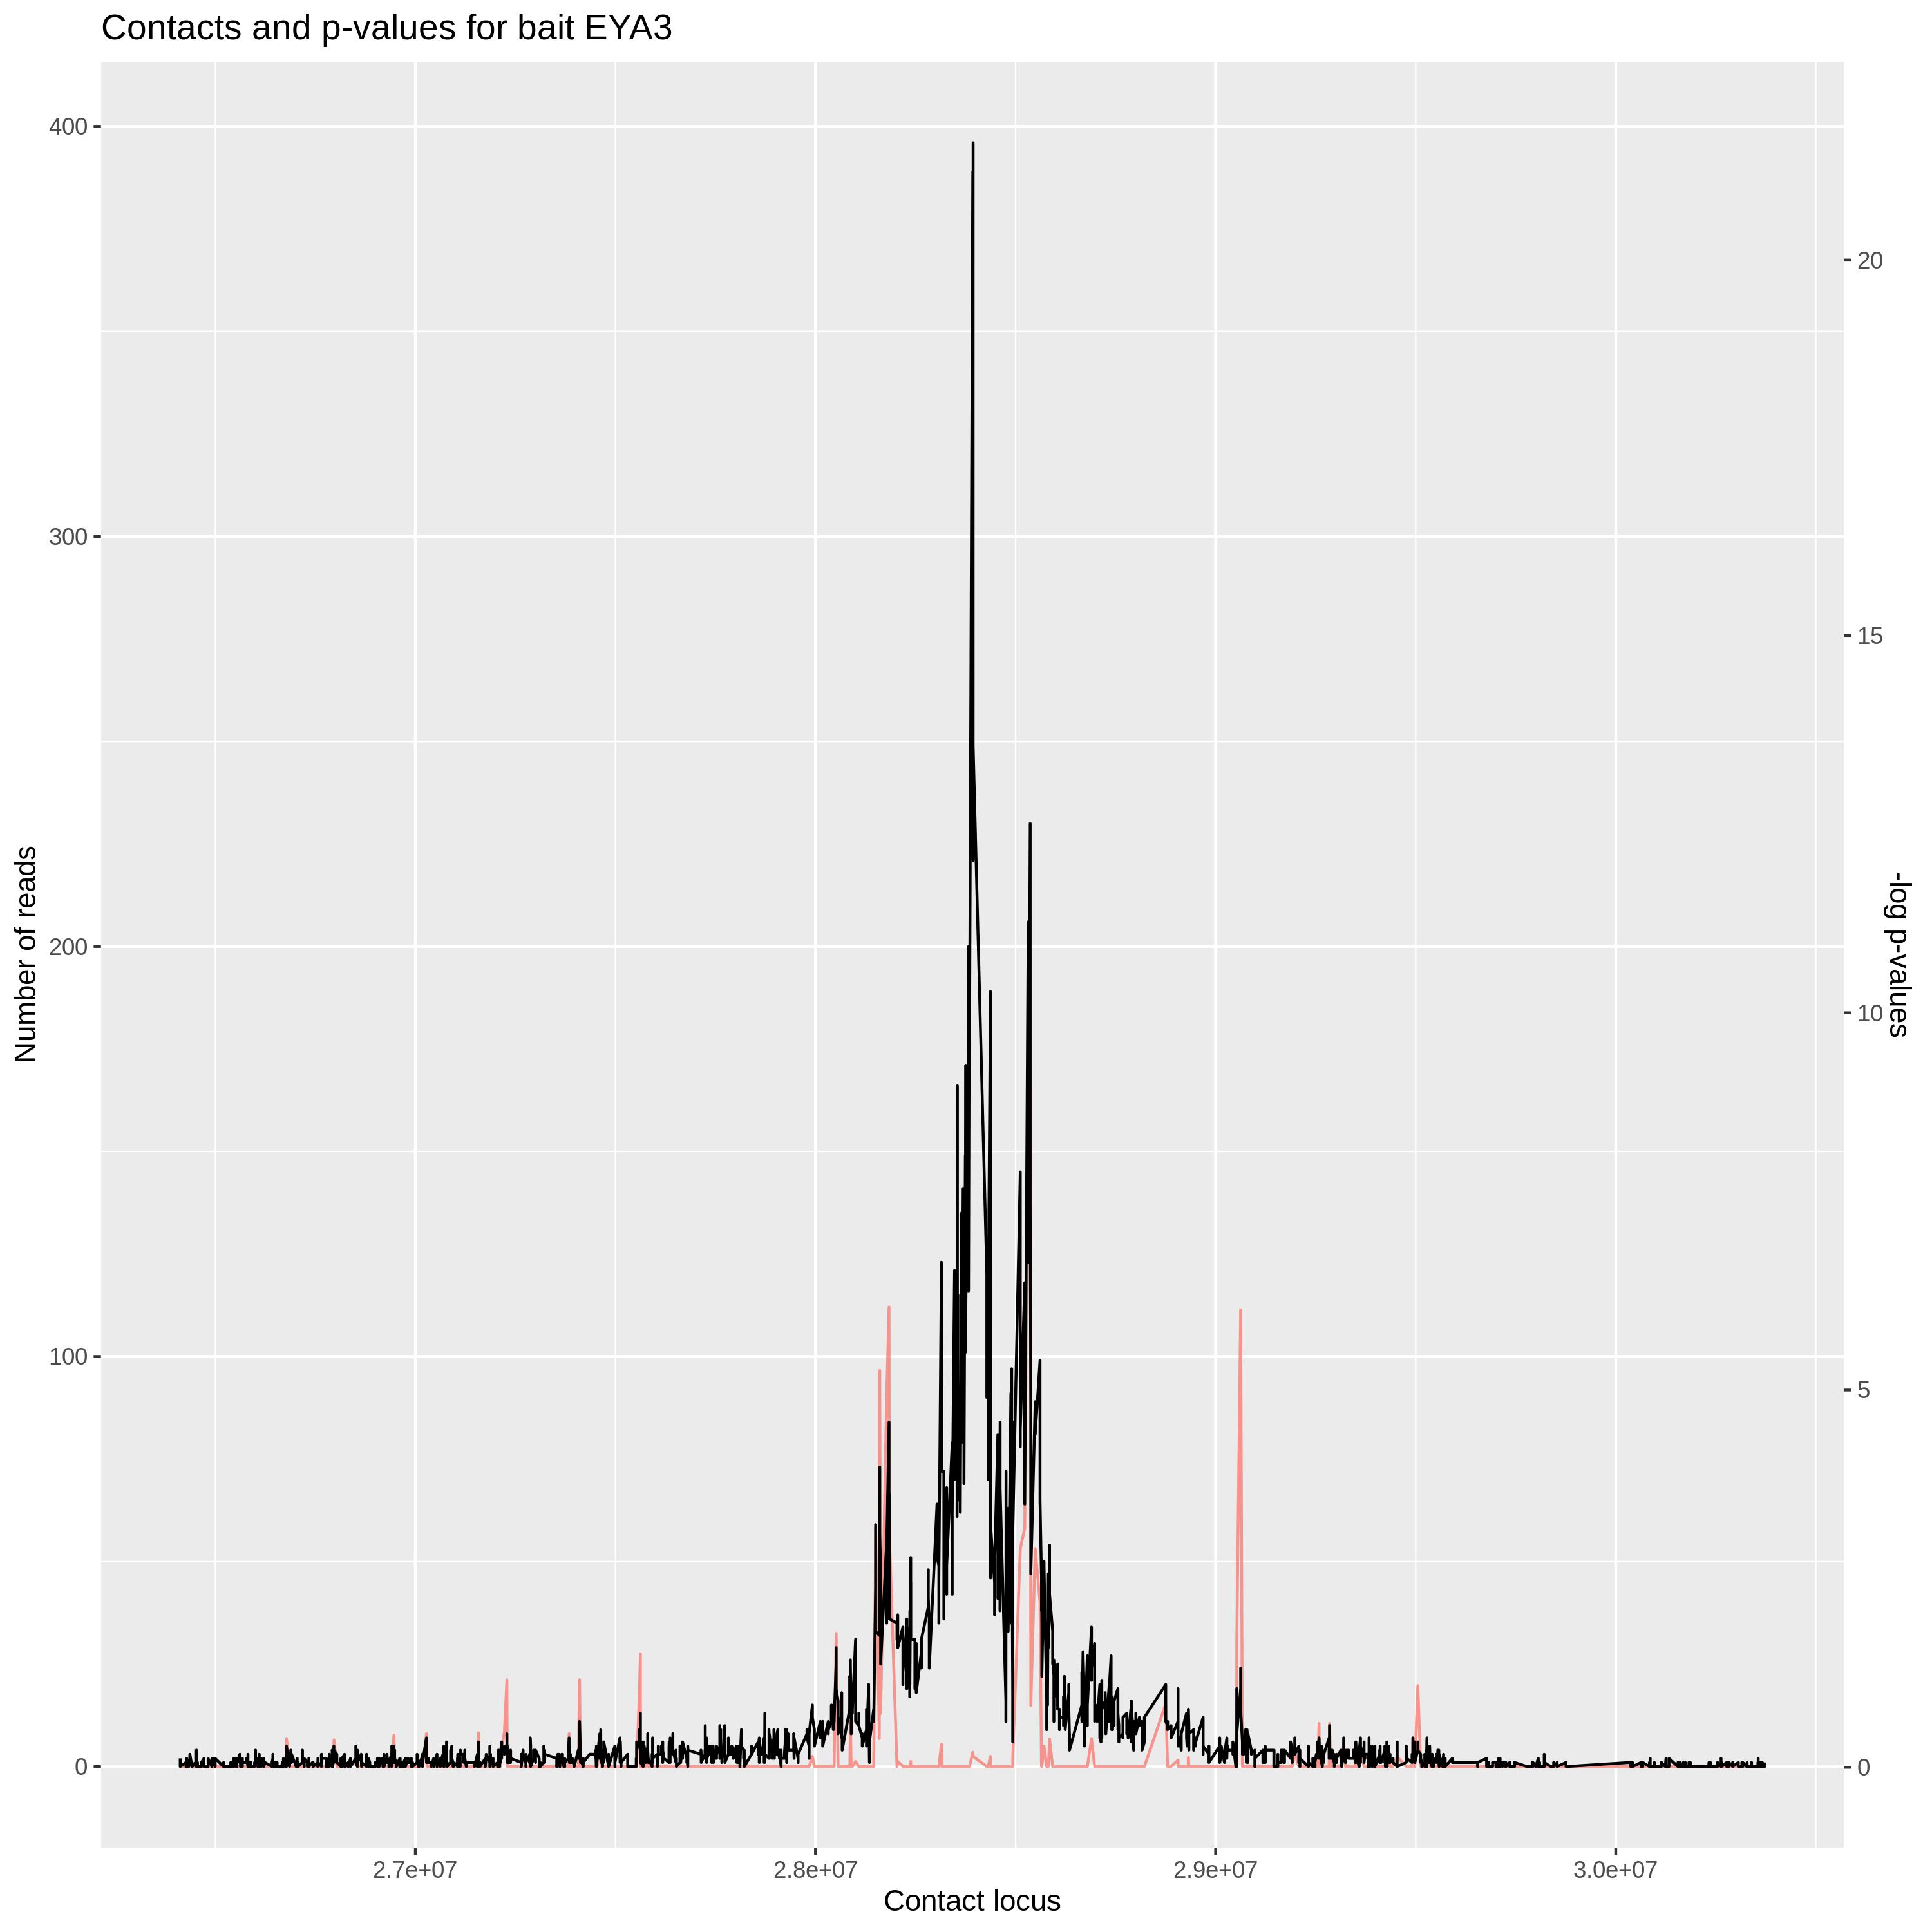 Contacts and p-values for bait EYA3
400
300
200
100
0
Number of reads
20
15
10
5
0
-log p-values
2.7e+07
2.8e+07
2.9e+07
3.0e+07
Contact locus